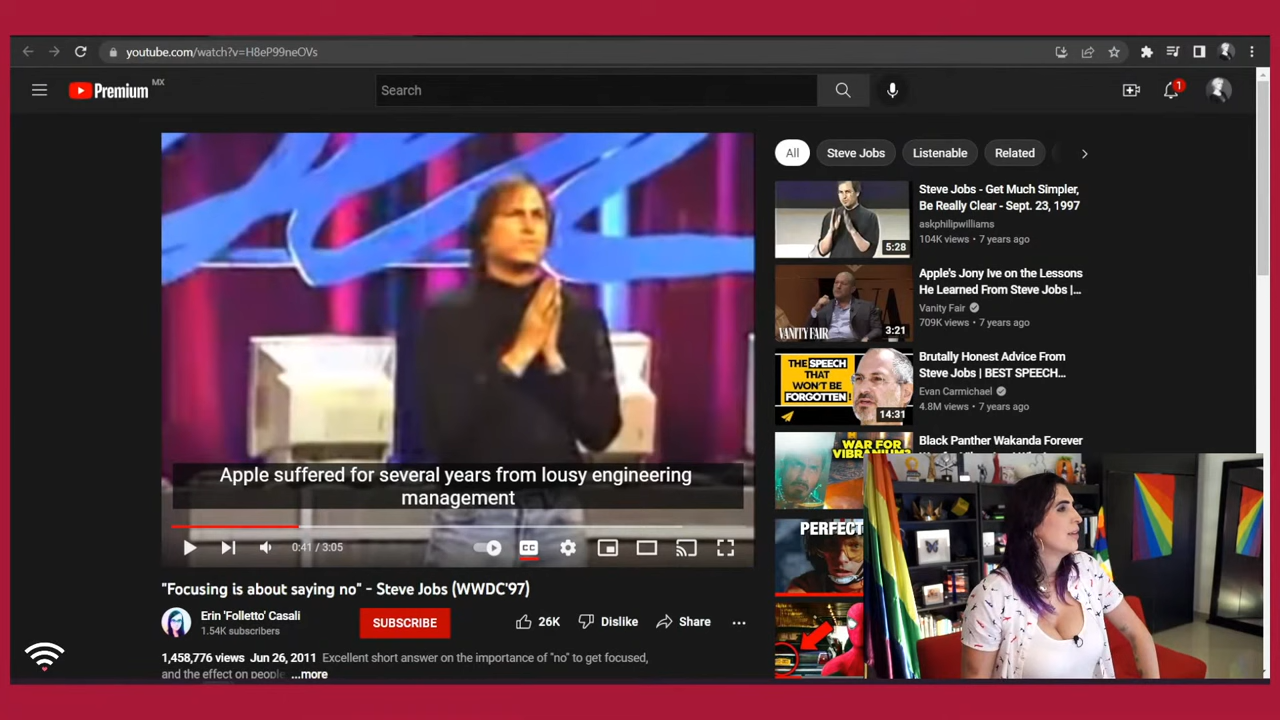 youtube.com/watch?v=H8eP99neOVs
Premium MX
Search
1
All
Steve Jobs
Listenable
Related
Steve Jobs - Get Much Simpler,
Be Really Clear - Sept. 23, 1997
askphilipwilliams
104K views • 7 years ago
5:28
Apple's Jony Ive on the Lessons
He Learned From Steve Jobs |...
Vanity Fair
709K views • 7 years ago
VANITY FAIR
3:21
THE SPEECH
THAT
WON'T BE
FORGOTTEN!
14:31
Brutally Honest Advice From
Steve Jobs | BEST SPEECH...
Evan Carmichael
4.8M views • 7 years ago
WAR FOR
VIBRANIUM?
Black Panther Wakanda Forever
PERFEC
Apple suffered for several years from lousy engineering
management
0:41 / 3:05
CC
"Focusing is about saying no" - Steve Jobs (WWDC'97)
Erin 'Folletto' Casali
1.54K subscribers
SUBSCRIBE
26K
Dislike
Share
1,458,776 views Jun 26, 2011 Excellent short answer on the importance of "no" to get focused,
and the effect on people ...more